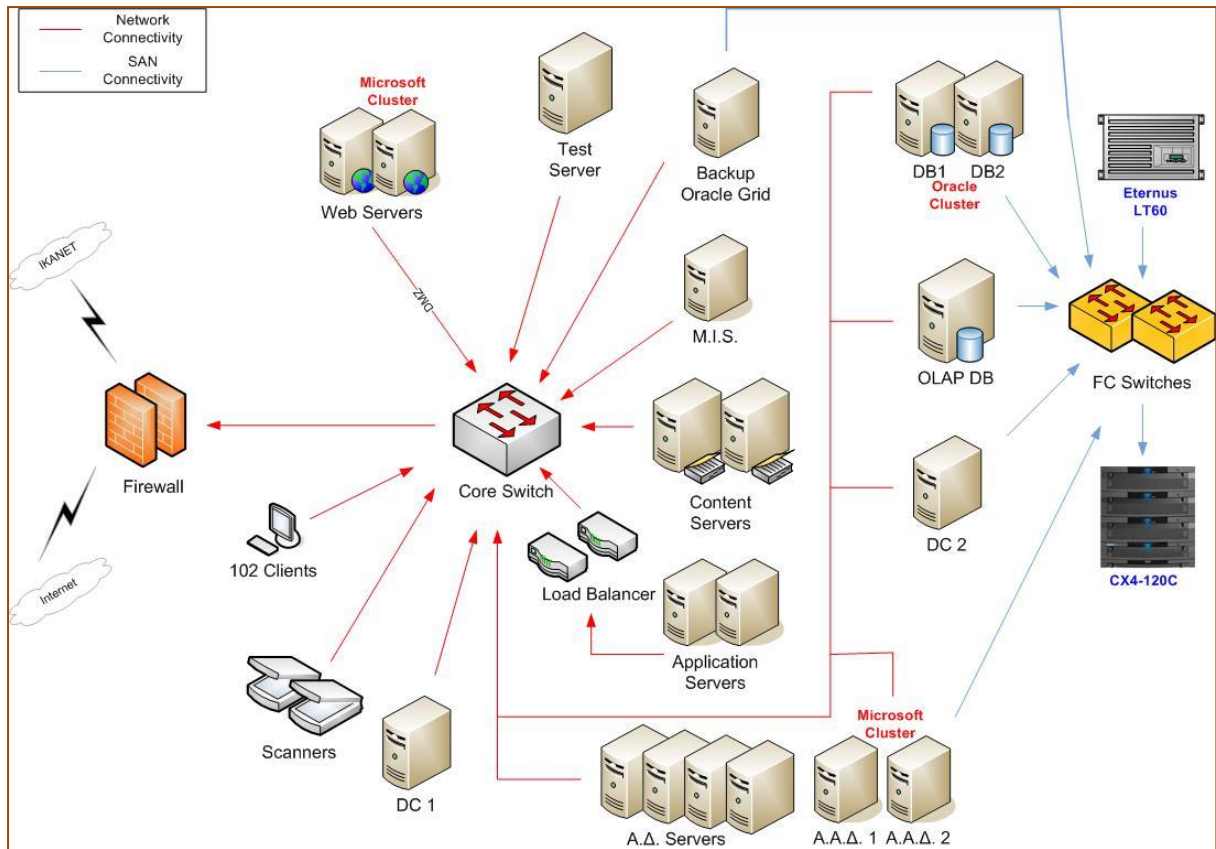 Network
Connectivity
SAN
Connectivity
Microsoft
Cluster
Web Servers
Test
Server
Backup
Oracle Grid
DB1
DB2
Oracle
Cluster
Eternus
LT60
IKANET
DMZ
M.I.S.
OLAP DB
FC Switches
Firewall
Core Switch
Content
Servers
DC 2
CX4-120C
102 Clients
Internet
Load Balancer
Application
Servers
Scanners
DC 1
Microsoft
Cluster
Α.Δ. Servers
Α.Α.Δ. 1
Α.Α.Δ. 2